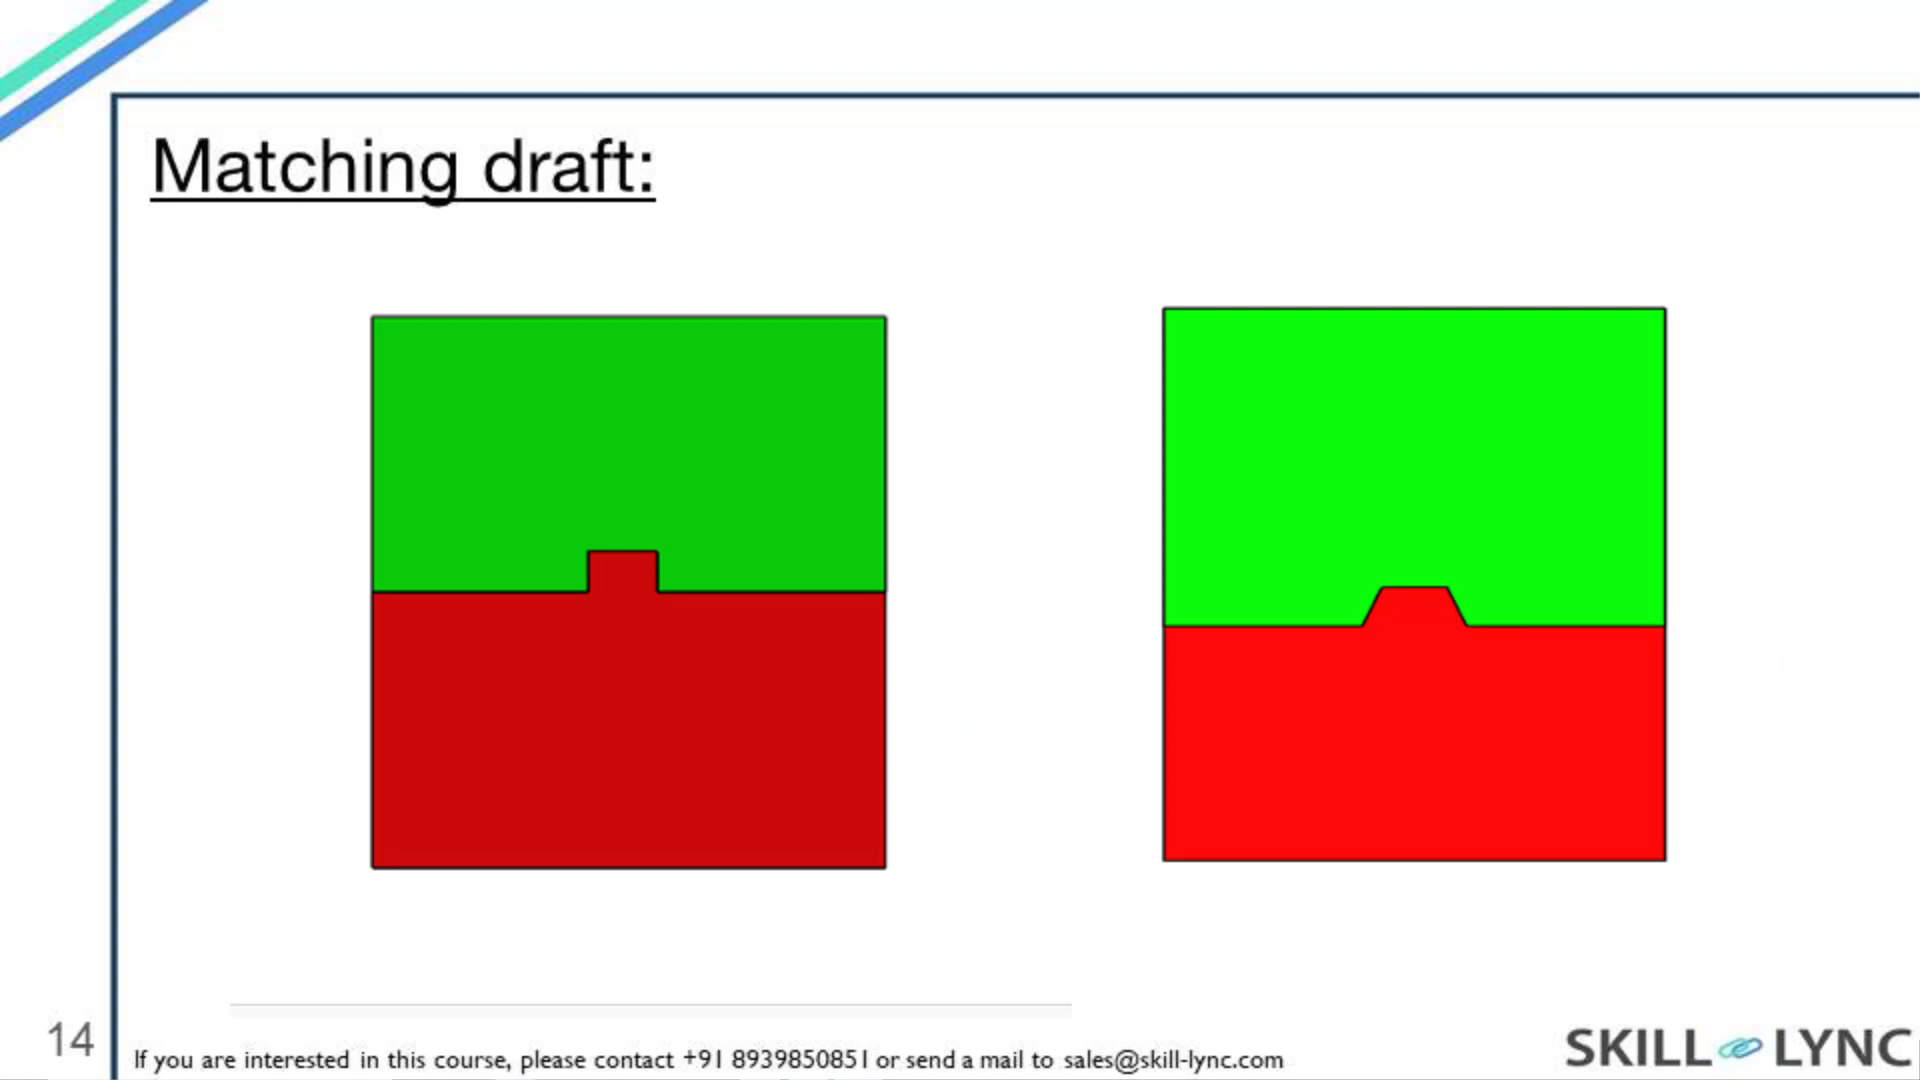 Matching draft:
14
If you are interested in this course, please contact +91 8939850851 or send a mail to sales@skill-lync.com
SKILL LYNC